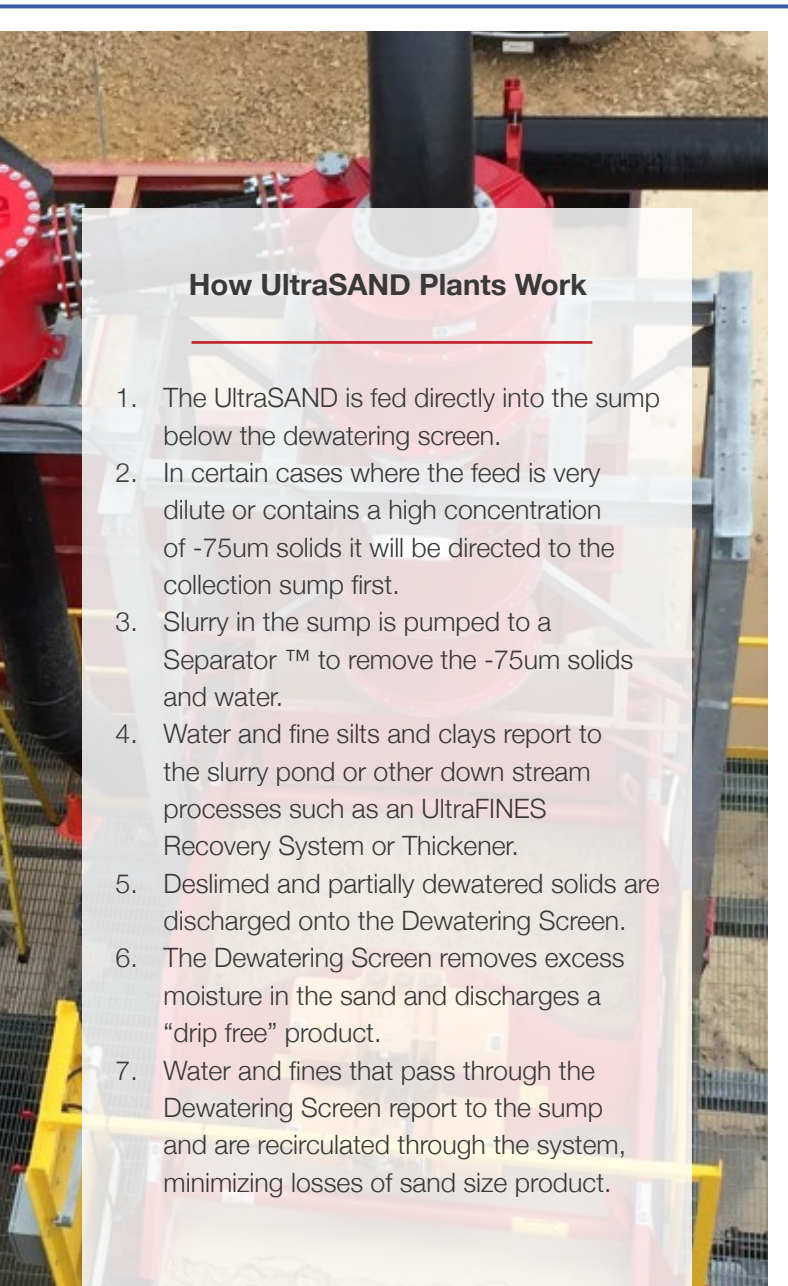 How UltraSAND Plants Work
1. The UltraSAND is fed directly into the sump
below the dewatering screen.
2. In certain cases where the feed is very
dilute or contains a high concentration
of -75um solids it will be directed to the
collection sump first.
3. Slurry in the sump is pumped to a
Separator ™ to remove the -75um solids
and water.
4. Water and fine silts and clays report to
the slurry pond or other down stream
processes such as an UltraFINES
Recovery System or Thickener.
5. Deslimed and partially dewatered solids are
discharged onto the Dewatering Screen.
6. The Dewatering Screen removes excess
moisture in the sand and discharges a
“drip free” product.
7. Water and fines that pass through the
Dewatering Screen report to the sump
and are recirculated through the system,
minimizing losses of sand size product.